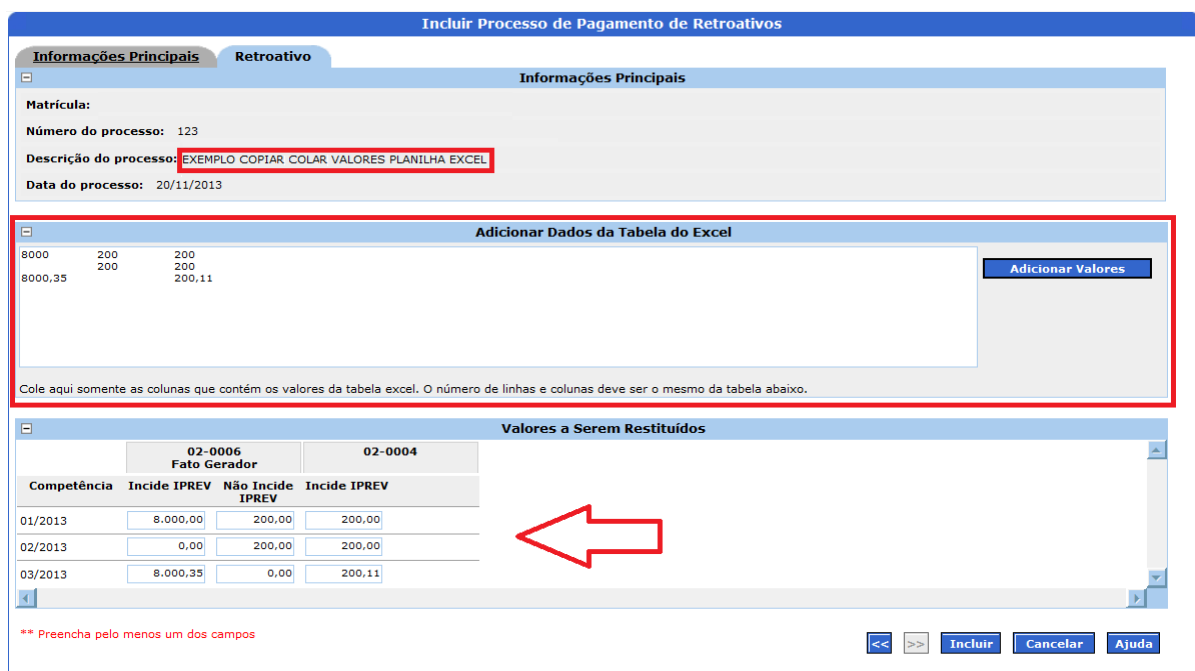 Incluir Processo de Pagamento de Retroativos
Informações Principais Retroativo
Informações Principais
Matrícula:
Número do processo: 123
Descrição do processo: EXEMPLO COPIAR COLAR VALORES PLANILHA EXCEL
Data do processo: 20/11/2013
Adicionar Dados da Tabela do Excel
8000 200 200
200 200
8000,35 200,11
Adicionar Valores
Cole aqui somente as colunas que contém os valores da tabela excel. O número de linhas e colunas deve ser o mesmo da tabela abaixo.
Valores a Serem Restituídos
02-0006 02-0004
Fato Gerador
Competência Incide IPREV Não Incide Incide IPREV
IPREV
01/2013 8.000,00 200,00 200,00
02/2013 0,00 200,00 200,00
03/2013 8.000,35 0,00 200,11
** Preencha pelo menos um dos campos
<< >> Incluir Cancelar Ajuda